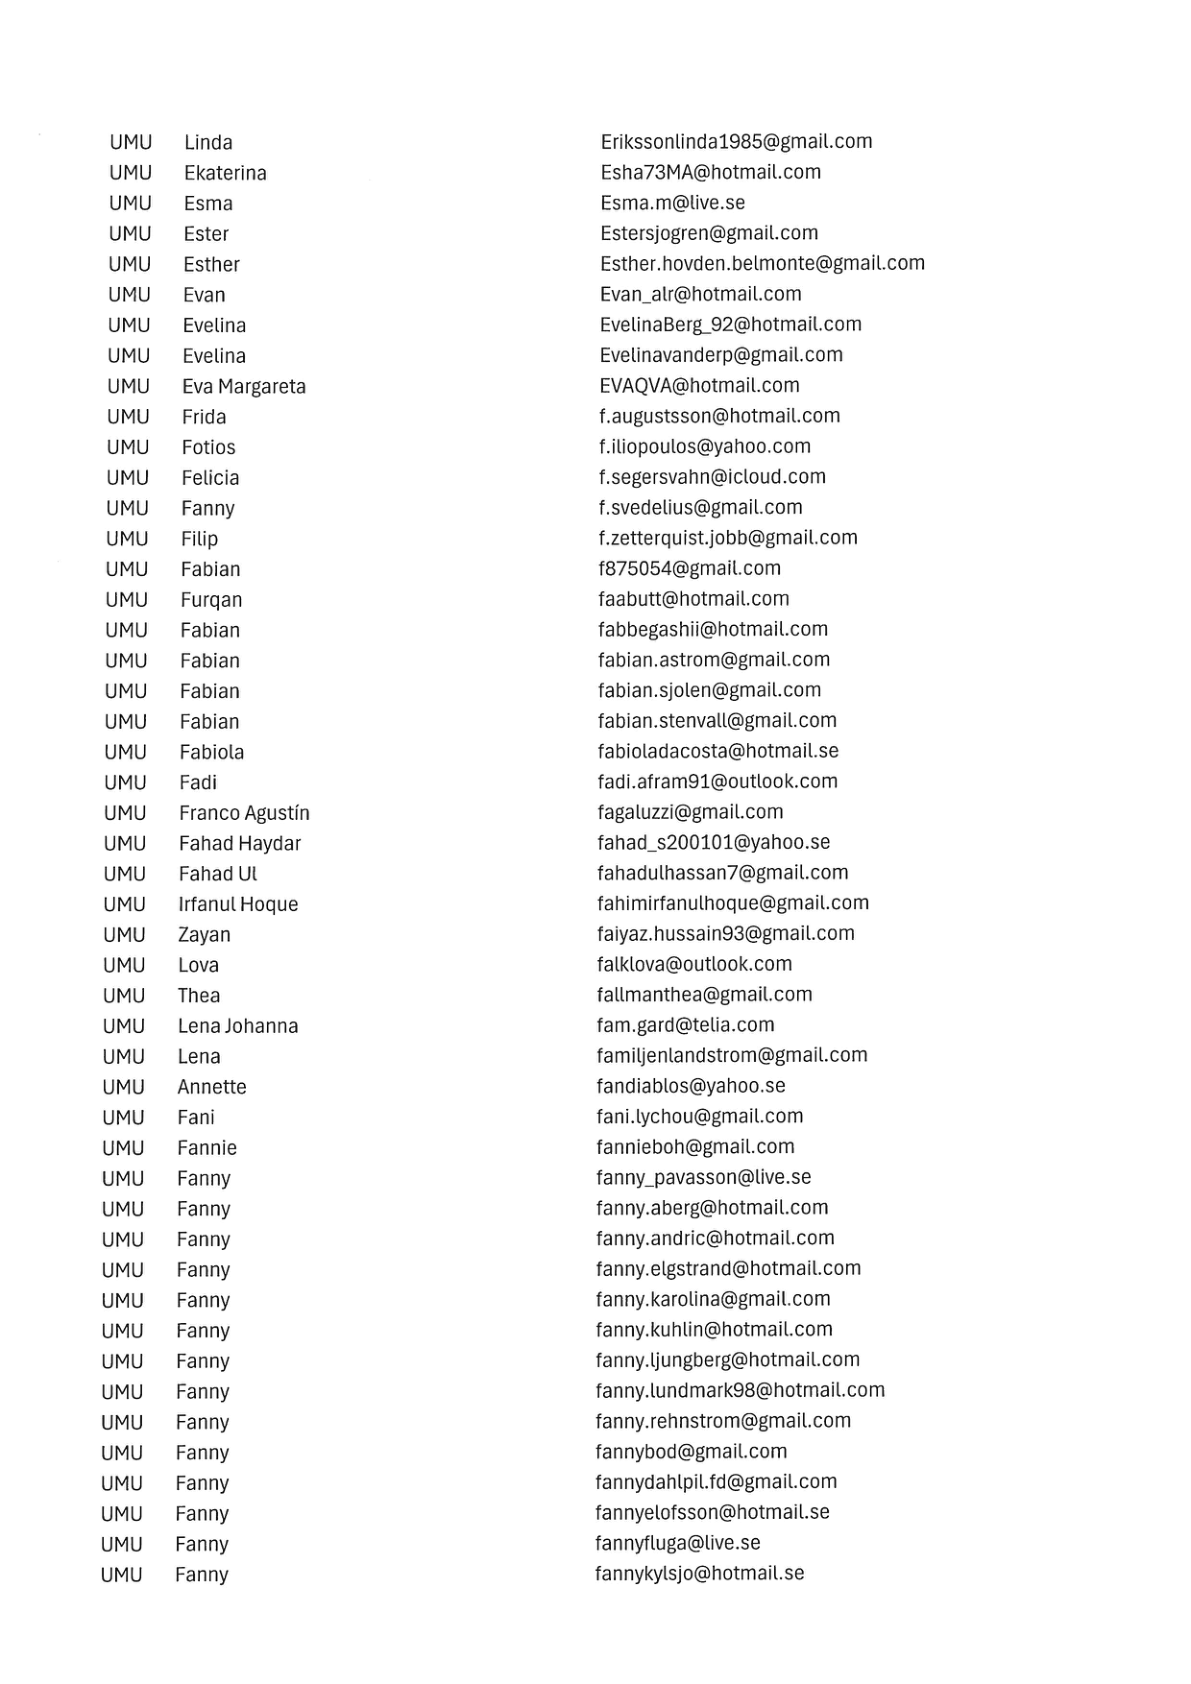 UMU Linda Erikssonlinda1985@gmail.com
UMU Ekaterina Esha73MA@hotmail.com
UMU Esma Esma.m@live.se
UMU Ester Estersjogren@gmail.com
UMU Esther Esther.hovden.belmonte@gmail.com
UMU Evan Evan_alr@hotmail.com
UMU Evelina EvelinaBerg_92@hotmail.com
UMU Evelina Evelinavanderp@gmail.com
UMU Eva Margareta EVAQVA@hotmail.com
UMU Frida f.augustsson@hotmail.com
UMU Fotios f.iliopoulos@yahoo.com
UMU Felicia f.segersvahn@icloud.com
UMU Fanny f.svedelius@gmail.com
UMU Filip f.zetterquist.jobb@gmail.com
UMU Fabian f875054@gmail.com
UMU Furqan faabutt@hotmail.com
UMU Fabian fabbegashii@hotmail.com
UMU Fabian fabian.astrom@gmail.com
UMU Fabian fabian.sjolen@gmail.com
UMU Fabian fabian.stenvall@gmail.com
UMU Fabiola fabioladacosta@hotmail.se
UMU Fadi fadi.afram91@outlook.com
UMU Franco Agustín fagaluzzi@gmail.com
UMU Fahad Haydar fahad_s200101@yahoo.se
UMU Fahad Ul fahadulhassan7@gmail.com
UMU Irfanul Hoque fahimirfanulhoque@gmail.com
UMU Zayan faiyaz.hussain93@gmail.com
UMU Lova falklova@outlook.com
UMU Thea fallmanthea@gmail.com
UMU Lena Johanna fam.gard@telia.com
UMU Lena familjenlandstrom@gmail.com
UMU Annette fandiablos@yahoo.se
UMU Fani fani.lychou@gmail.com
UMU Fannie fannieboh@gmail.com
UMU Fanny fanny_pavasson@live.se
UMU Fanny fanny.aberg@hotmail.com
UMU Fanny fanny.andric@hotmail.com
UMU Fanny fanny.elgstrand@hotmail.com
UMU Fanny fanny.karolina@gmail.com
UMU Fanny fanny.kuhlin@hotmail.com
UMU Fanny fanny.ljungberg@hotmail.com
UMU Fanny fanny.lundmark98@hotmail.com
UMU Fanny fanny.rehnstrom@gmail.com
UMU Fanny fannybod@gmail.com
UMU Fanny fannydahlpil.fd@gmail.com
UMU Fanny fannyelofsson@hotmail.se
UMU Fanny fannyfluga@live.se
UMU Fanny fannykylsjo@hotmail.se